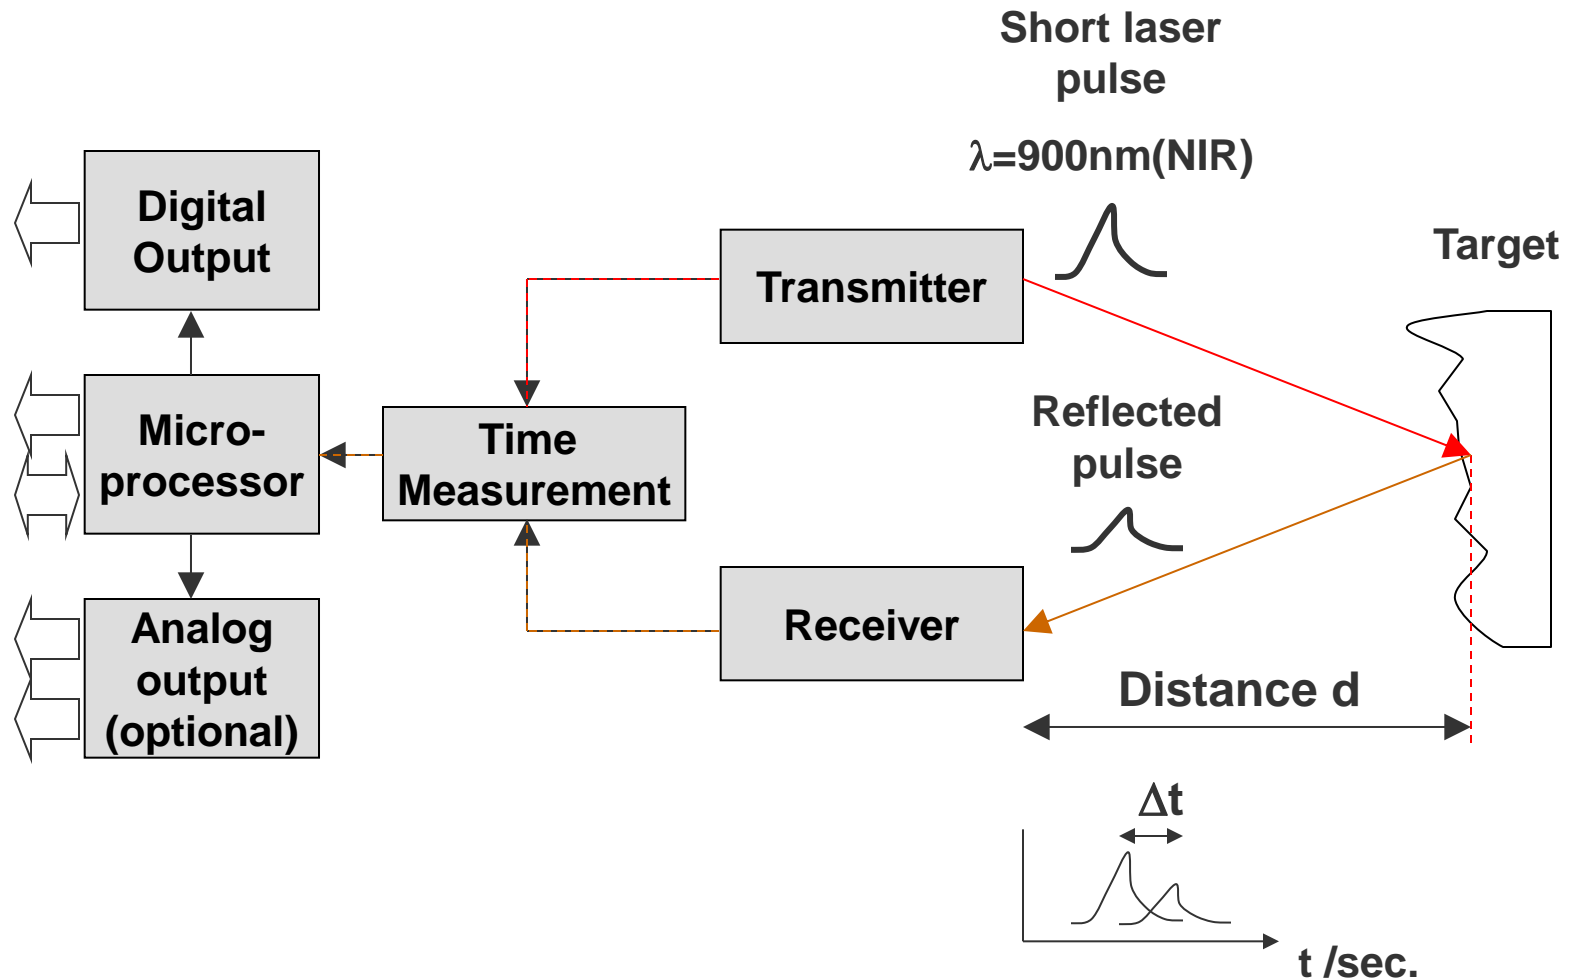 Short laser
pulse
λ=900nm(NIR)
Digital
Output
Transmitter
Target
Micro-
processor
Time
Measurement
Reflected
pulse
Analog
output
(optional)
Receiver
Distance d
Δt
t /sec.